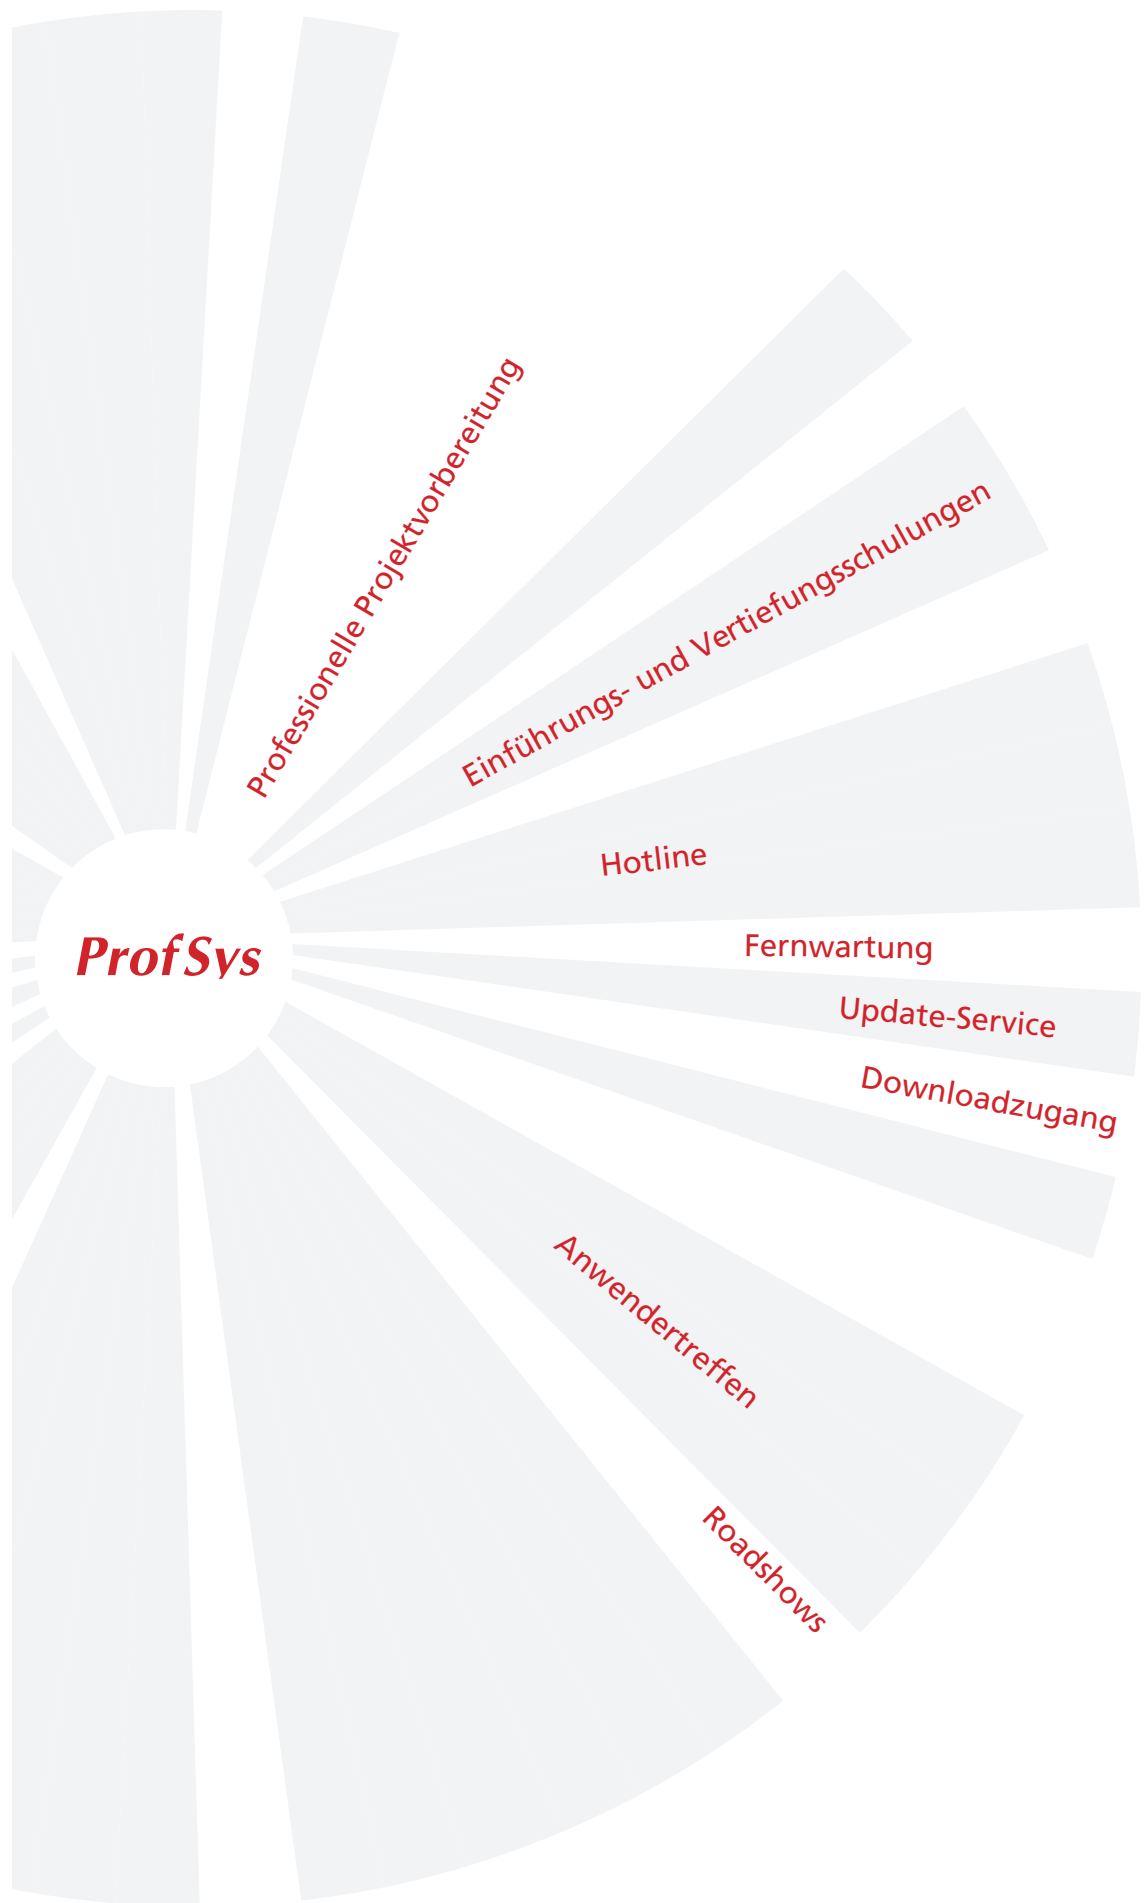 Professionelle Projektvorbereitung
Einführungs- und Vertiefungsschulungen
Hotline
ProfSys
Fernwartung
Update-Service
Downloadzugang
Anwendertreffen
Roadshows